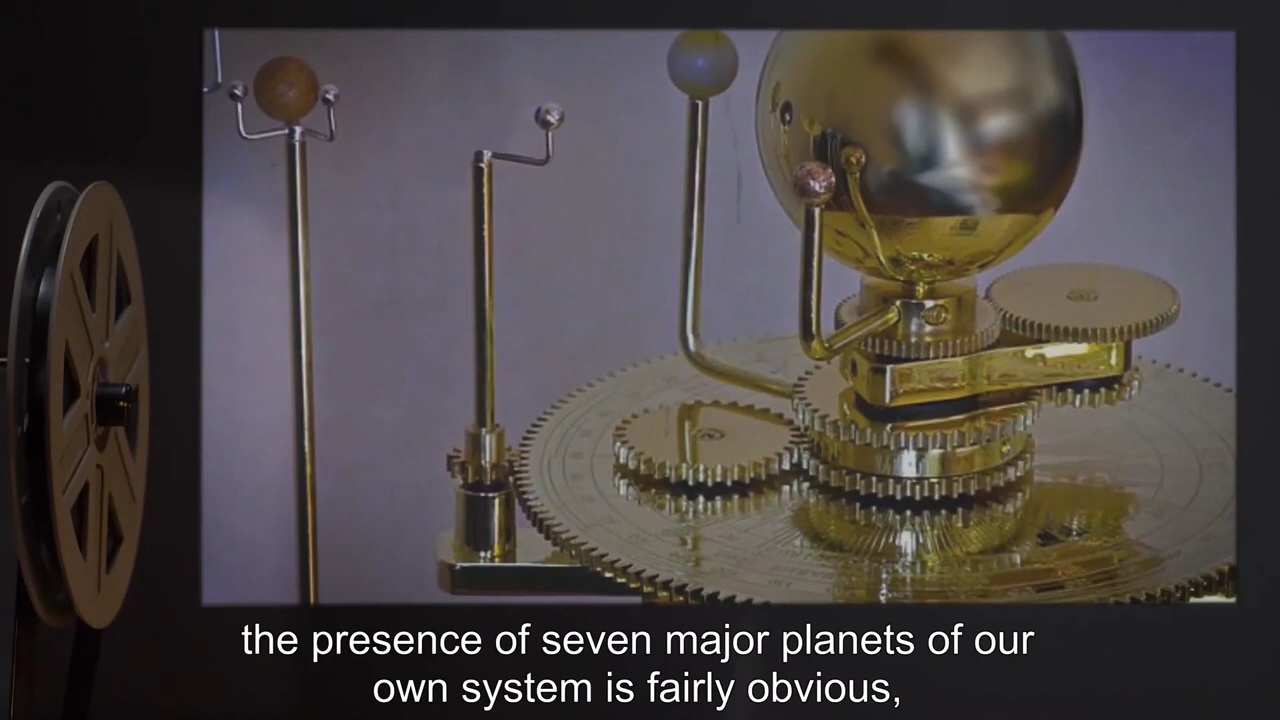 the presence of seven major planets of our
own system is fairly obvious,